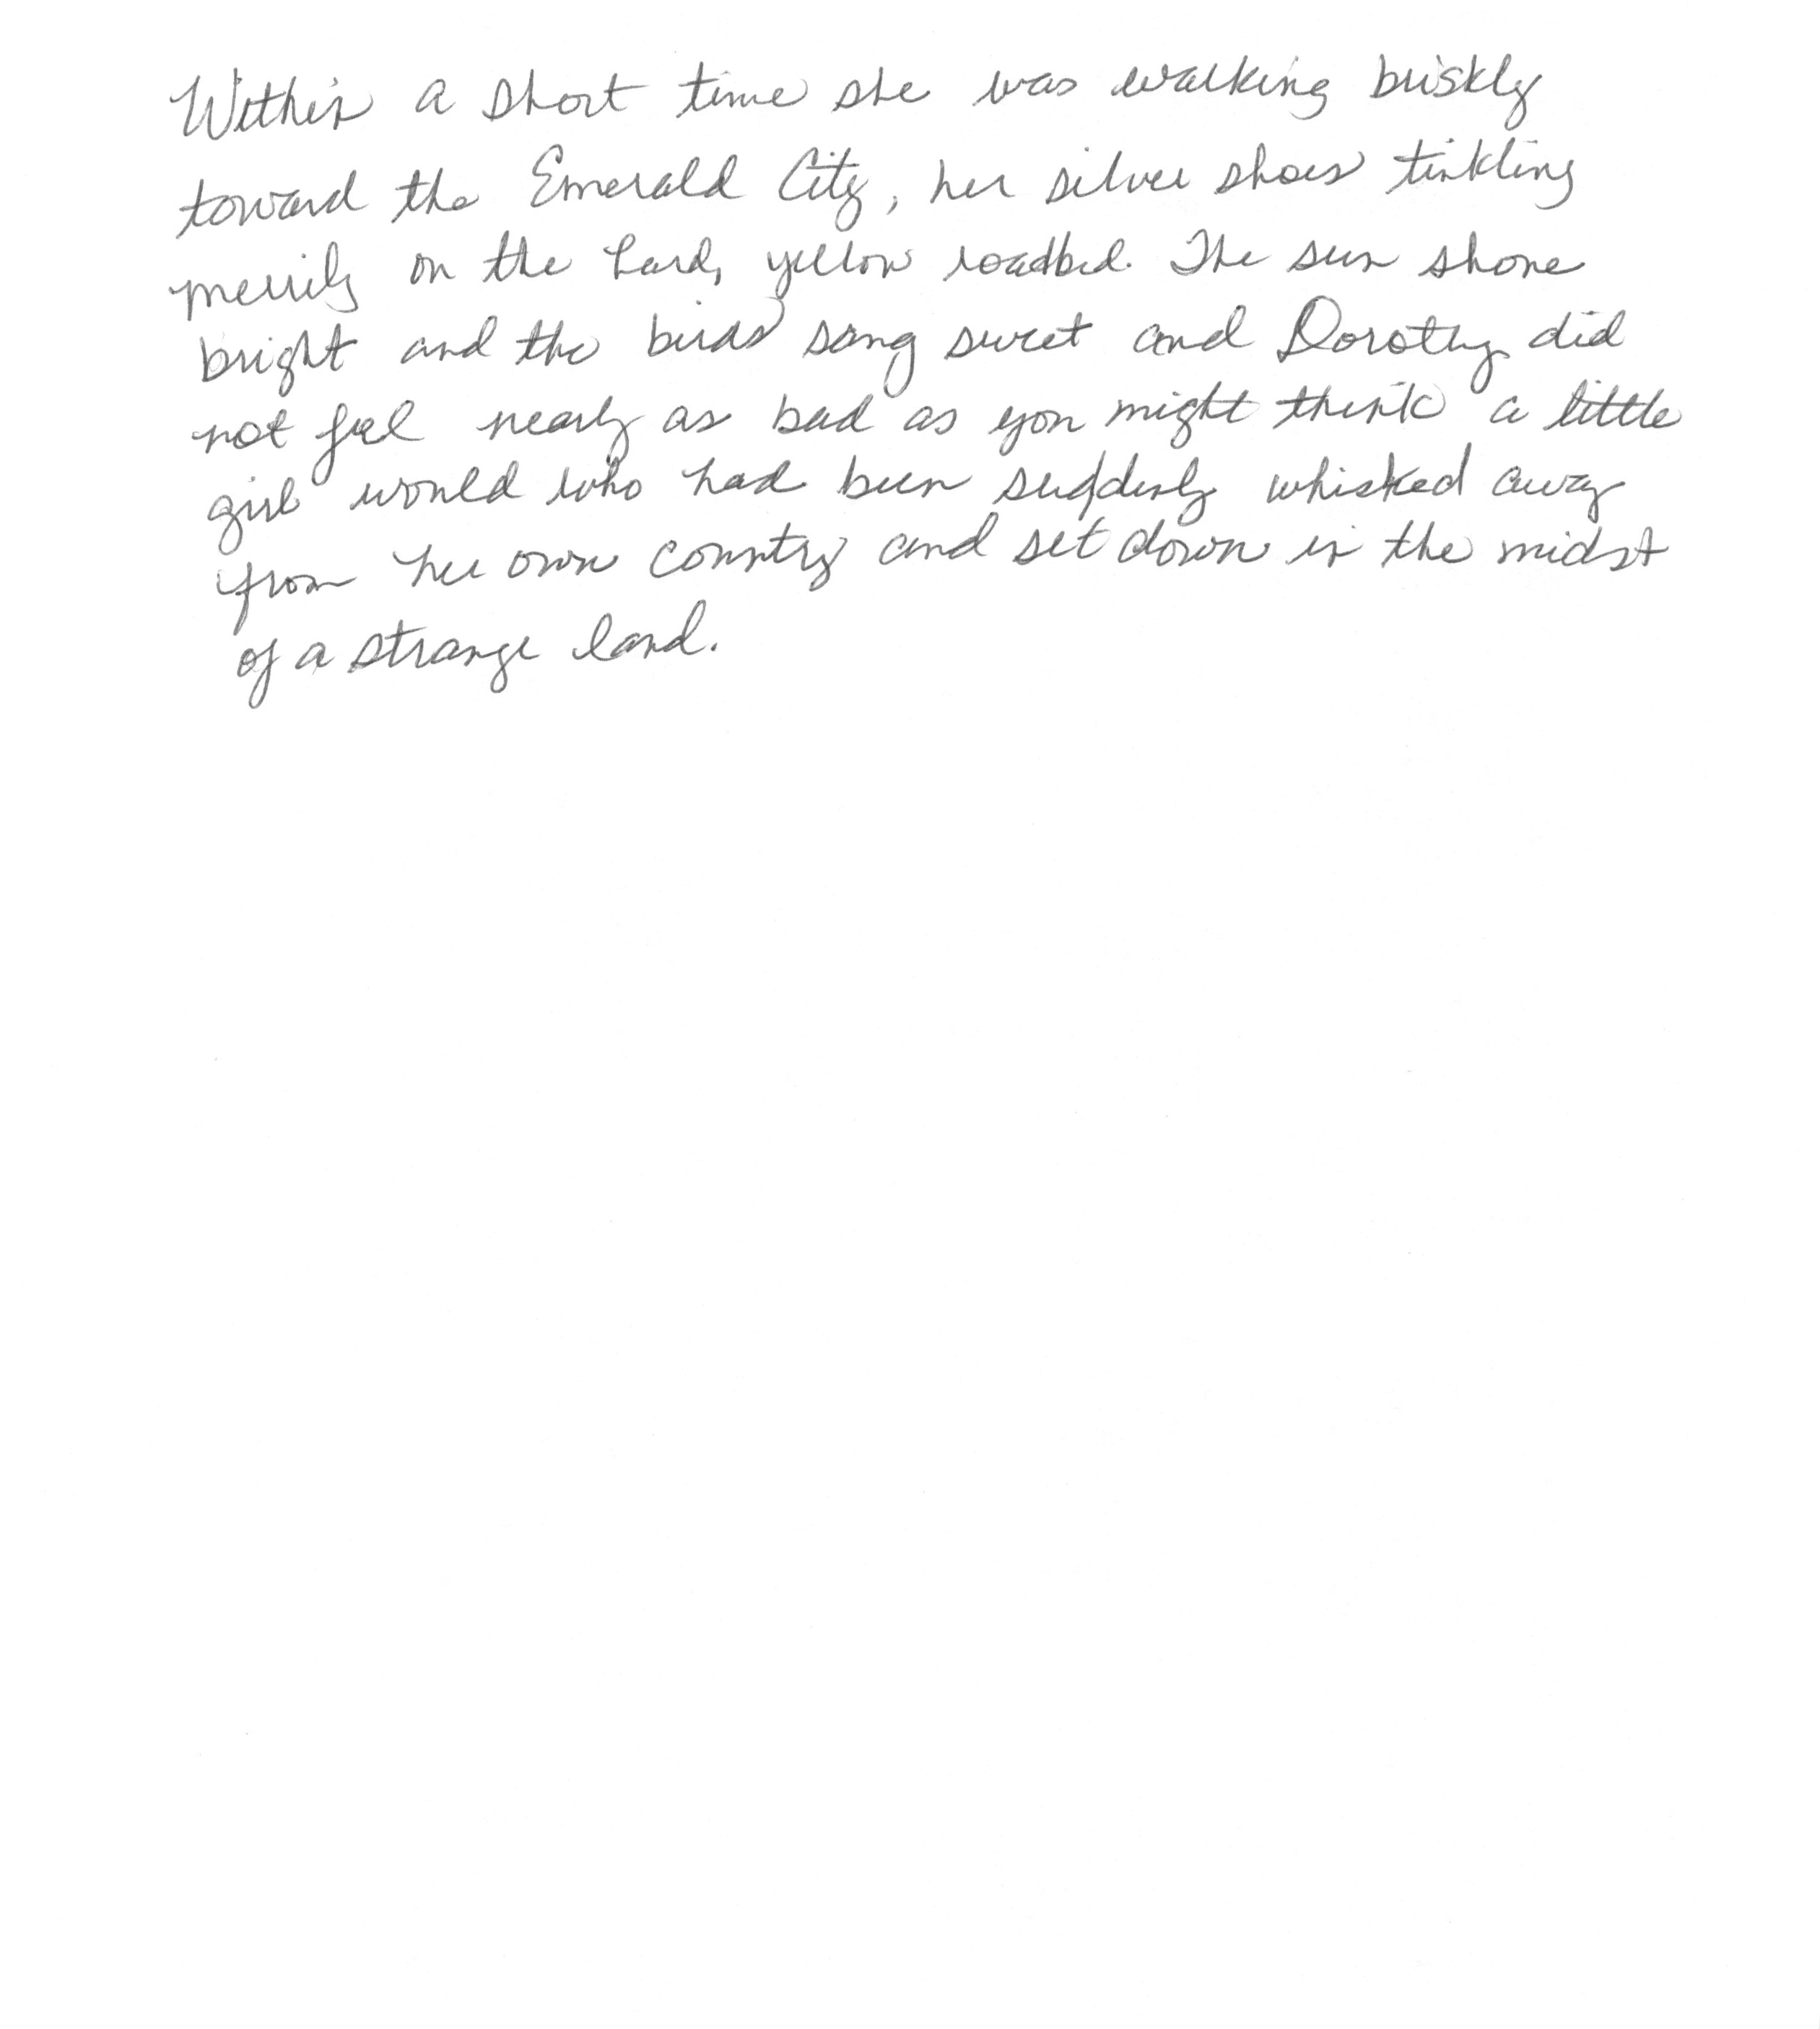 Within a short time she was walking briskly
toward the Emerald City, her silver shoes tinkling
merrily on the hard, yellow roadbed. The sun shone
bright and the birds sang sweet and Dorothy did
not feel nearly as bad as you might think a little
girl would who had been suddenly whisked away
from her own country and set down in the midst
of a strange land.